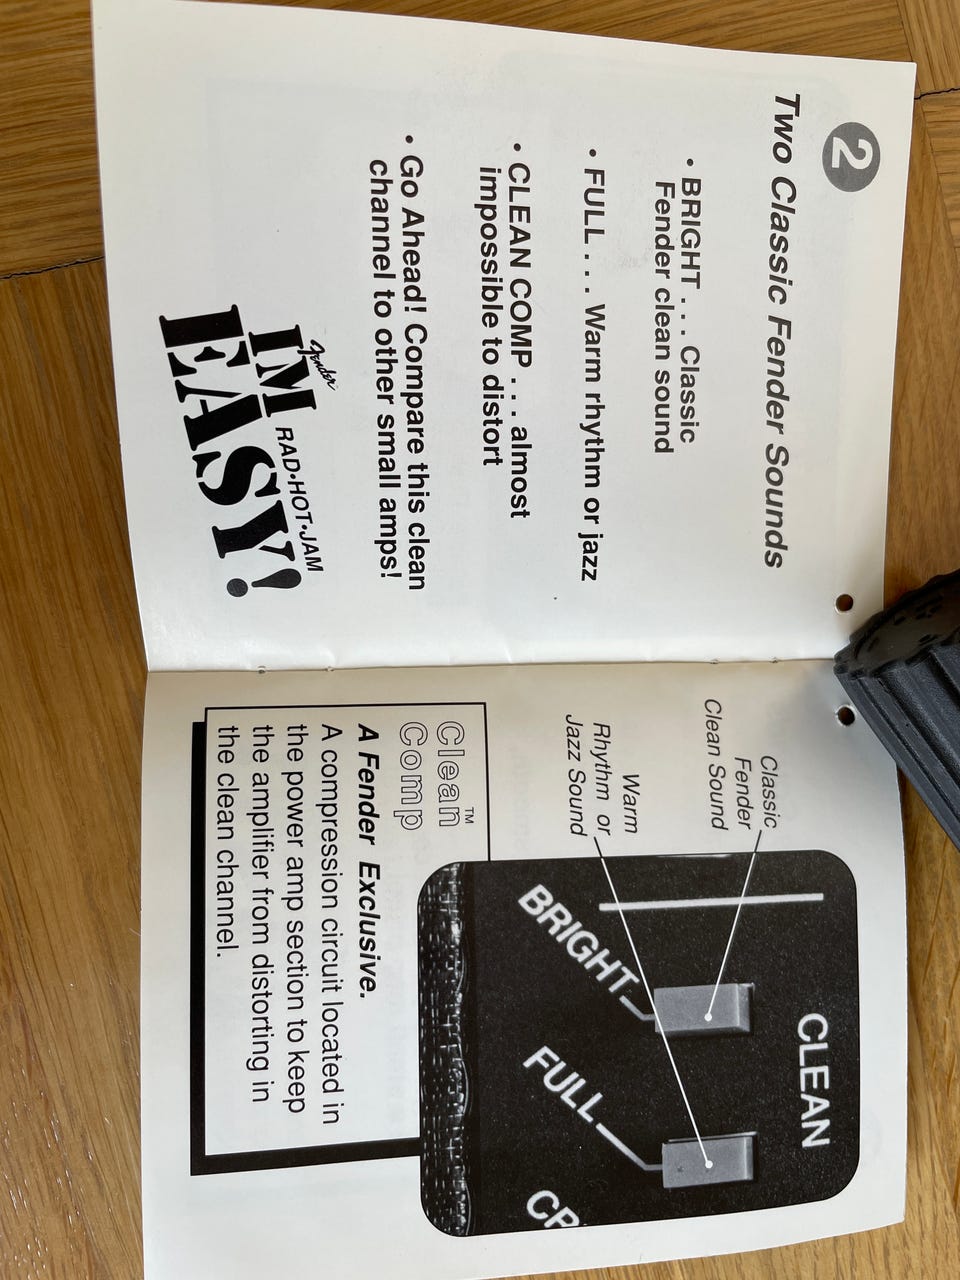 2
Two Classic Fender Sounds
• BRIGHT . . . Classic
Fender clean sound
• FULL . . . Warm rhythm or jazz
• CLEAN COMP . . . almost
impossible to distort
• Go Ahead! Compare this clean
channel to other small amps!
Fender
RAD•HOT•JAM
I'M
EASY!
Classic
Fender
Clean Sound
Warm
Rhythm or
Jazz Sound
CLEAN
BRIGHT
FULL
CR
Clean™
Comp
A Fender Exclusive.
A compression circuit located in
the power amp section to keep
the amplifier from distorting in
the clean channel.